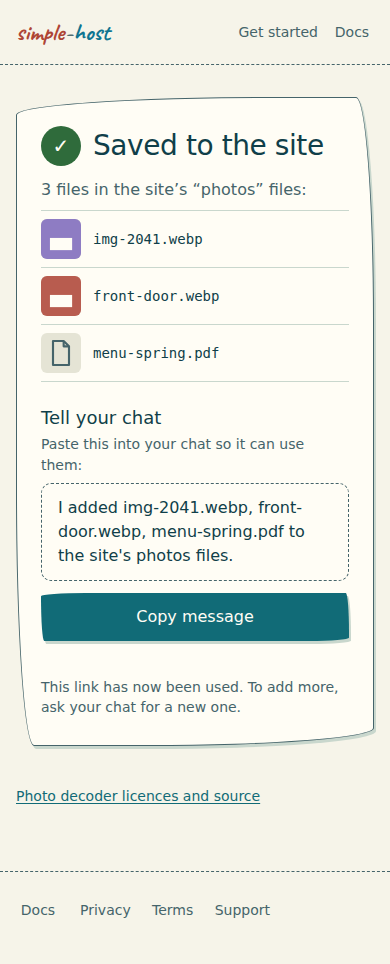 simple-host
Get started
Docs
✓ Saved to the site
3 files in the site’s “photos” files:
img-2041.webp
front-door.webp
menu-spring.pdf
Tell your chat
Paste this into your chat so it can use
them:
I added img-2041.webp, front-
door.webp, menu-spring.pdf to
the site's photos files.
Copy message
This link has now been used. To add more,
ask your chat for a new one.
Photo decoder licences and source
Docs
Privacy
Terms
Support